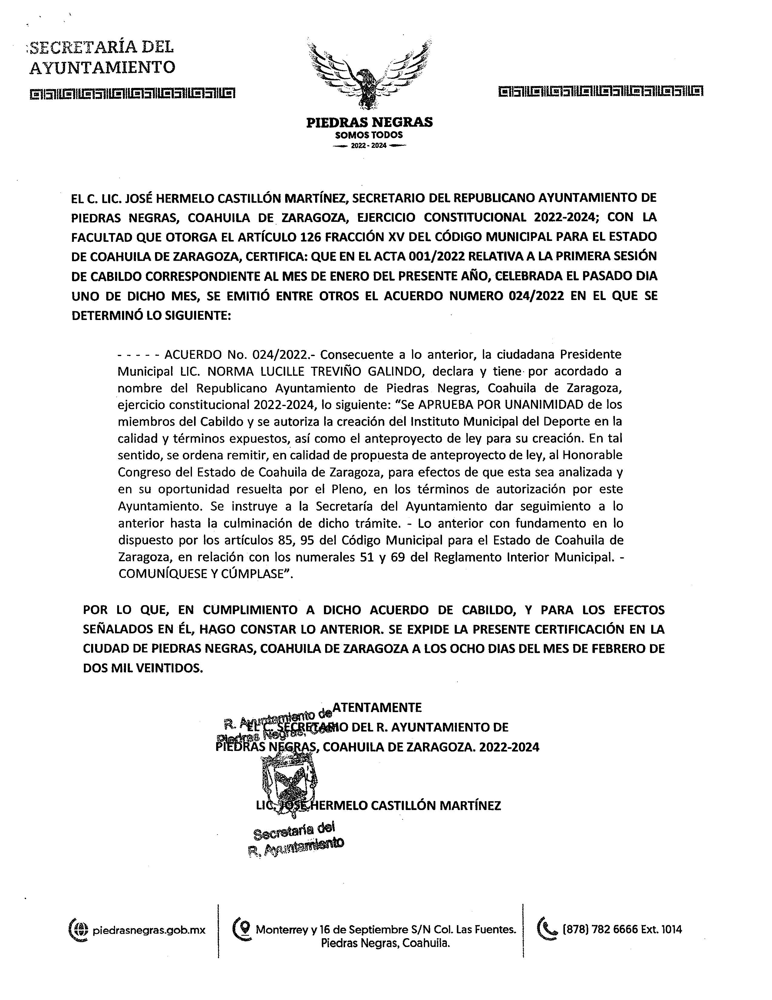 SECRETARÍA DEL
AYUNTAMIENTO
PIEDRAS NEGRAS
SOMOS TODOS
2022 - 2024
EL C. LIC. JOSÉ HERMELO CASTILLÓN MARTÍNEZ, SECRETARIO DEL REPUBLICANO AYUNTAMIENTO DE
PIEDRAS NEGRAS, COAHUILA DE ZARAGOZA, EJERCICIO CONSTITUCIONAL 2022-2024; CON LA
FACULTAD QUE OTORGA EL ARTÍCULO 126 FRACCIÓN XV DEL CÓDIGO MUNICIPAL PARA EL ESTADO
DE COAHUILA DE ZARAGOZA, CERTIFICA: QUE EN EL ACTA 001/2022 RELATIVA A LA PRIMERA SESIÓN
DE CABILDO CORRESPONDIENTE AL MES DE ENERO DEL PRESENTE AÑO, CELEBRADA EL PASADO DIA
UNO DE DICHO MES, SE EMITIÓ ENTRE OTROS EL ACUERDO NUMERO 024/2022 EN EL QUE SE
DETERMINÓ LO SIGUIENTE:
- - - - - ACUERDO No. 024/2022.- Consecuente a lo anterior, la ciudadana Presidente
Municipal LIC. NORMA LUCILLE TREVIÑO GALINDO, declara y tiene por acordado a
nombre del Republicano Ayuntamiento de Piedras Negras, Coahuila de Zaragoza,
ejercicio constitucional 2022-2024, lo siguiente: “Se APRUEBA POR UNANIMIDAD de los
miembros del Cabildo y se autoriza la creación del Instituto Municipal del Deporte en la
calidad y términos expuestos, así como el anteproyecto de ley para su creación. En tal
sentido, se ordena remitir, en calidad de propuesta de anteproyecto de ley, al Honorable
Congreso del Estado de Coahuila de Zaragoza, para efectos de que esta sea analizada y
en su oportunidad resuelta por el Pleno, en los términos de autorización por este
Ayuntamiento. Se instruye a la Secretaría del Ayuntamiento dar seguimiento a lo
anterior hasta la culminación de dicho trámite. - Lo anterior con fundamento en lo
dispuesto por los artículos 85, 95 del Código Municipal para el Estado de Coahuila de
Zaragoza, en relación con los numerales 51 y 69 del Reglamento Interior Municipal. -
COMUNÍQUESE Y CÚMPLASE”.
POR LO QUE, EN CUMPLIMIENTO A DICHO ACUERDO DE CABILDO, Y PARA LOS EFECTOS
SEÑALADOS EN ÉL, HAGO CONSTAR LO ANTERIOR. SE EXPIDE LA PRESENTE CERTIFICACIÓN EN LA
CIUDAD DE PIEDRAS NEGRAS, COAHUILA DE ZARAGOZA A LOS OCHO DIAS DEL MES DE FEBRERO DE
DOS MIL VEINTIDOS.
ATENTAMENTE
R. Ayuntamiento de
EL C. SECRETARIO DEL R. AYUNTAMIENTO DE
Piedras Negras, Coah
PIEDRAS NEGRAS, COAHUILA DE ZARAGOZA. 2022-2024
LIC. JOSÉ HERMELO CASTILLÓN MARTÍNEZ
Secretaría del
R. Ayuntamiento
piedrasnegras.gob.mx
Monterrey y 16 de Septiembre S/N Col. Las Fuentes.
Piedras Negras, Coahuila.
(878) 782 6666 Ext. 1014